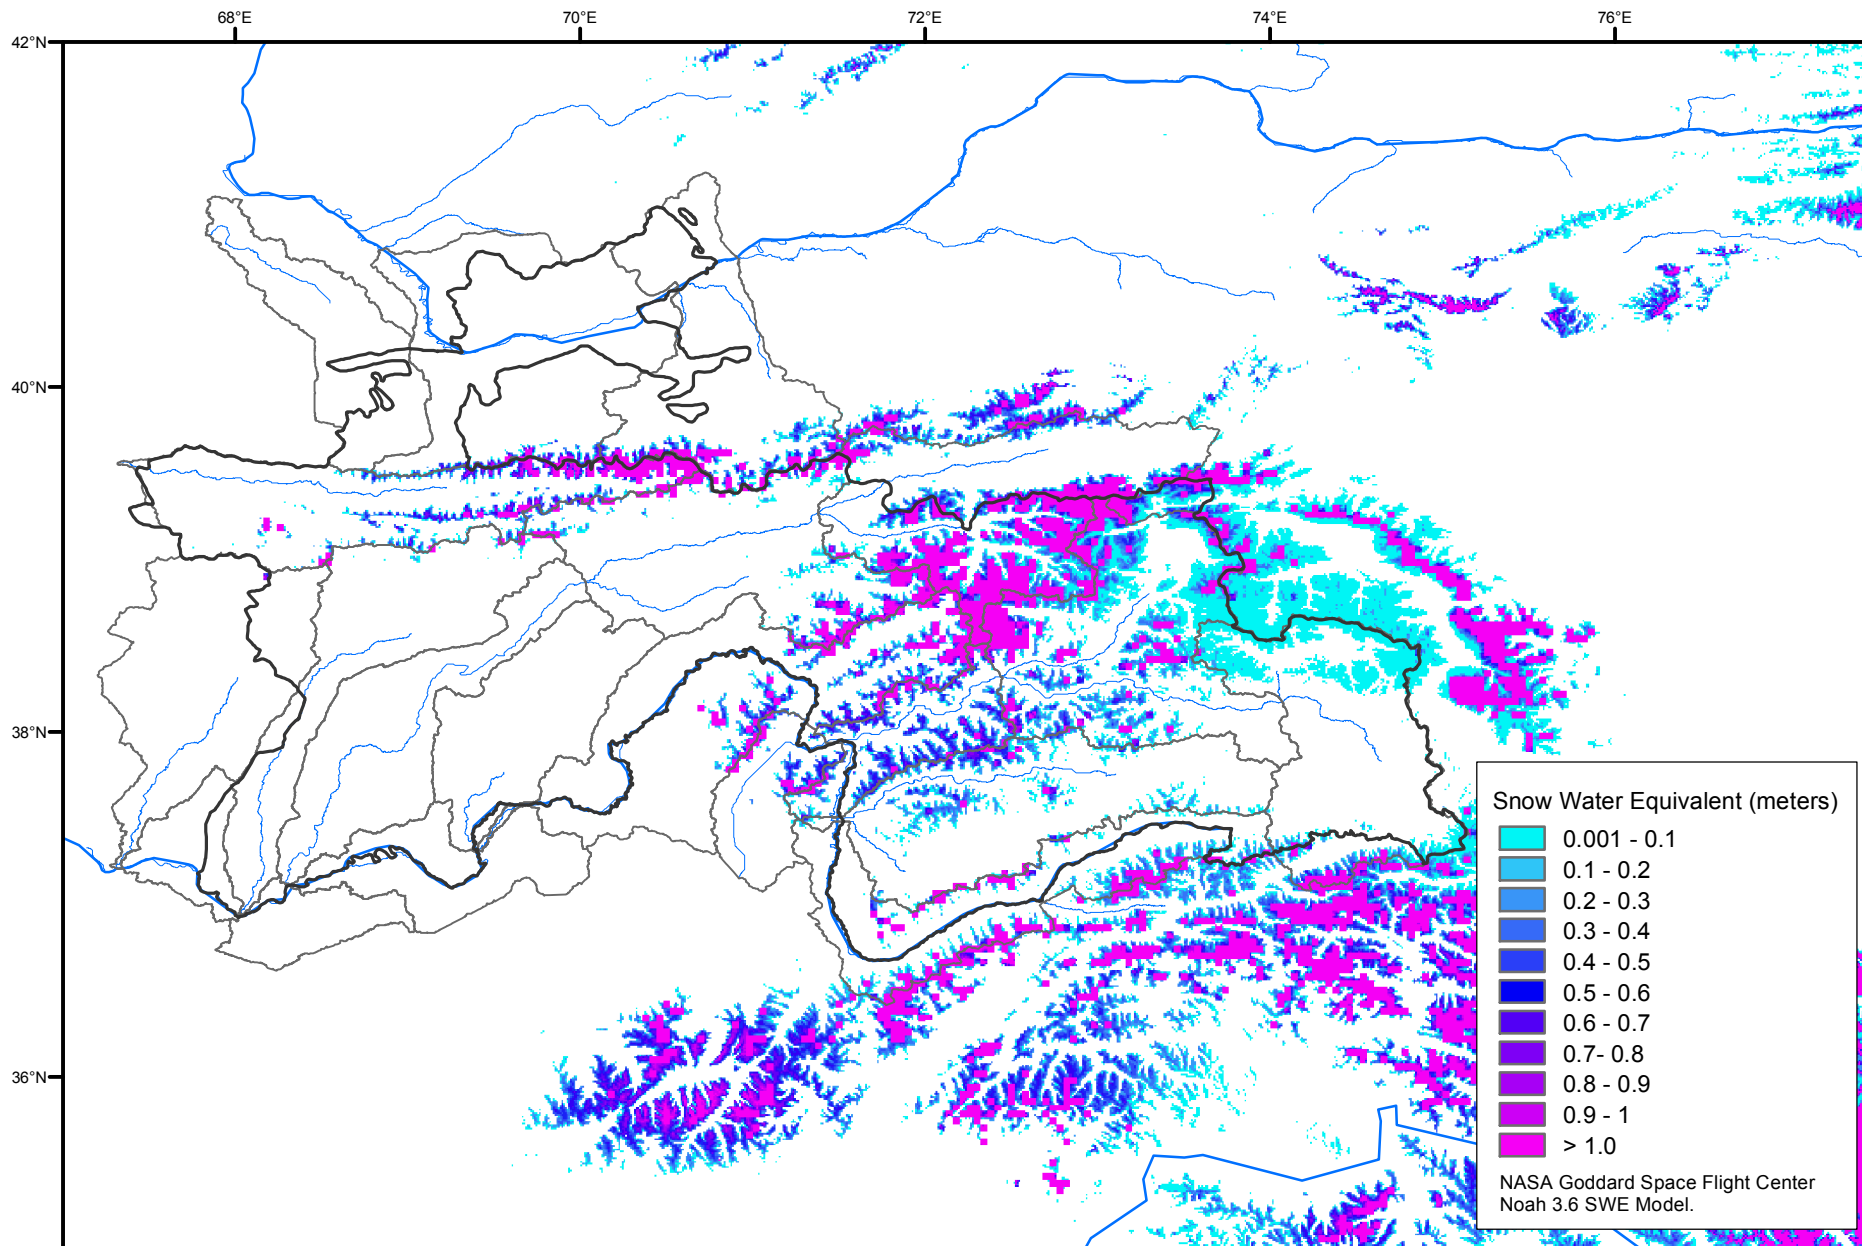 68°E
70°E
72°E
74°E
76°E
42°N
40°N
38°N
36°N
Snow Water Equivalent (meters)
0.001 - 0.1
0.1 - 0.2
0.2 - 0.3
0.3 - 0.4
0.4 - 0.5
0.5 - 0.6
0.6 - 0.7
0.7- 0.8
0.8 - 0.9
0.9 - 1
> 1.0
NASA Goddard Space Flight Center
Noah 3.6 SWE Model.